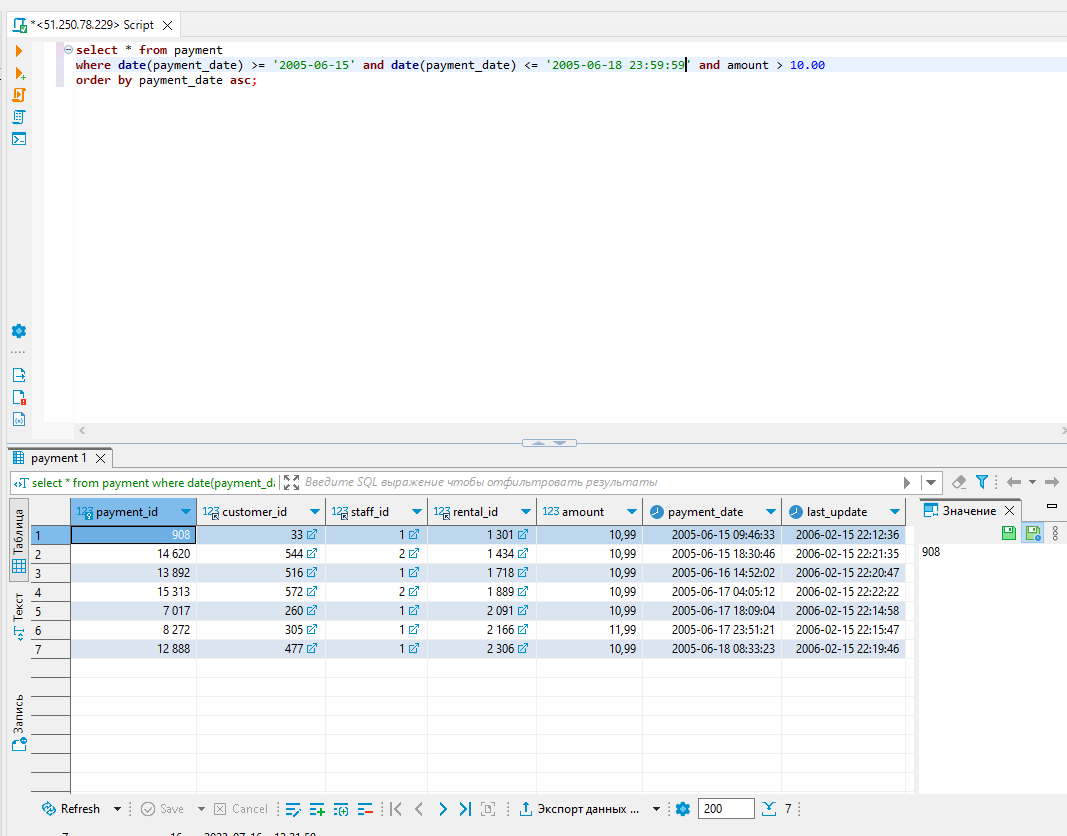 *<51.250.78.229> Script
select * from payment
where date(payment_date) >= '2005-06-15' and date(payment_date) <= '2005-06-18 23:59:59' and amount > 10.00
order by payment_date asc;
payment 1
select * from payment where date(payment_da
Введите SQL выражение чтобы отфильтровать результаты
Таблица
Текст
Запись
123 payment_id 123 customer_id 123 staff_id 123 rental_id 123 amount payment_date last_update
1 908 33 1 1 301 10,99 2005-06-15 09:46:33 2006-02-15 22:12:36
2 14 620 544 2 1 434 10,99 2005-06-15 18:30:46 2006-02-15 22:21:35
3 13 892 516 1 1 718 10,99 2005-06-16 14:52:02 2006-02-15 22:20:47
4 15 313 572 2 1 889 10,99 2005-06-17 04:05:12 2006-02-15 22:22:22
5 7 017 260 1 2 091 10,99 2005-06-17 18:09:04 2006-02-15 22:14:58
6 8 272 305 1 2 166 11,99 2005-06-17 23:51:21 2006-02-15 22:15:47
7 12 888 477 1 2 306 10,99 2005-06-18 08:33:23 2006-02-15 22:19:46
Значение
908
Refresh Save Cancel Экспорт данных ... 200 7